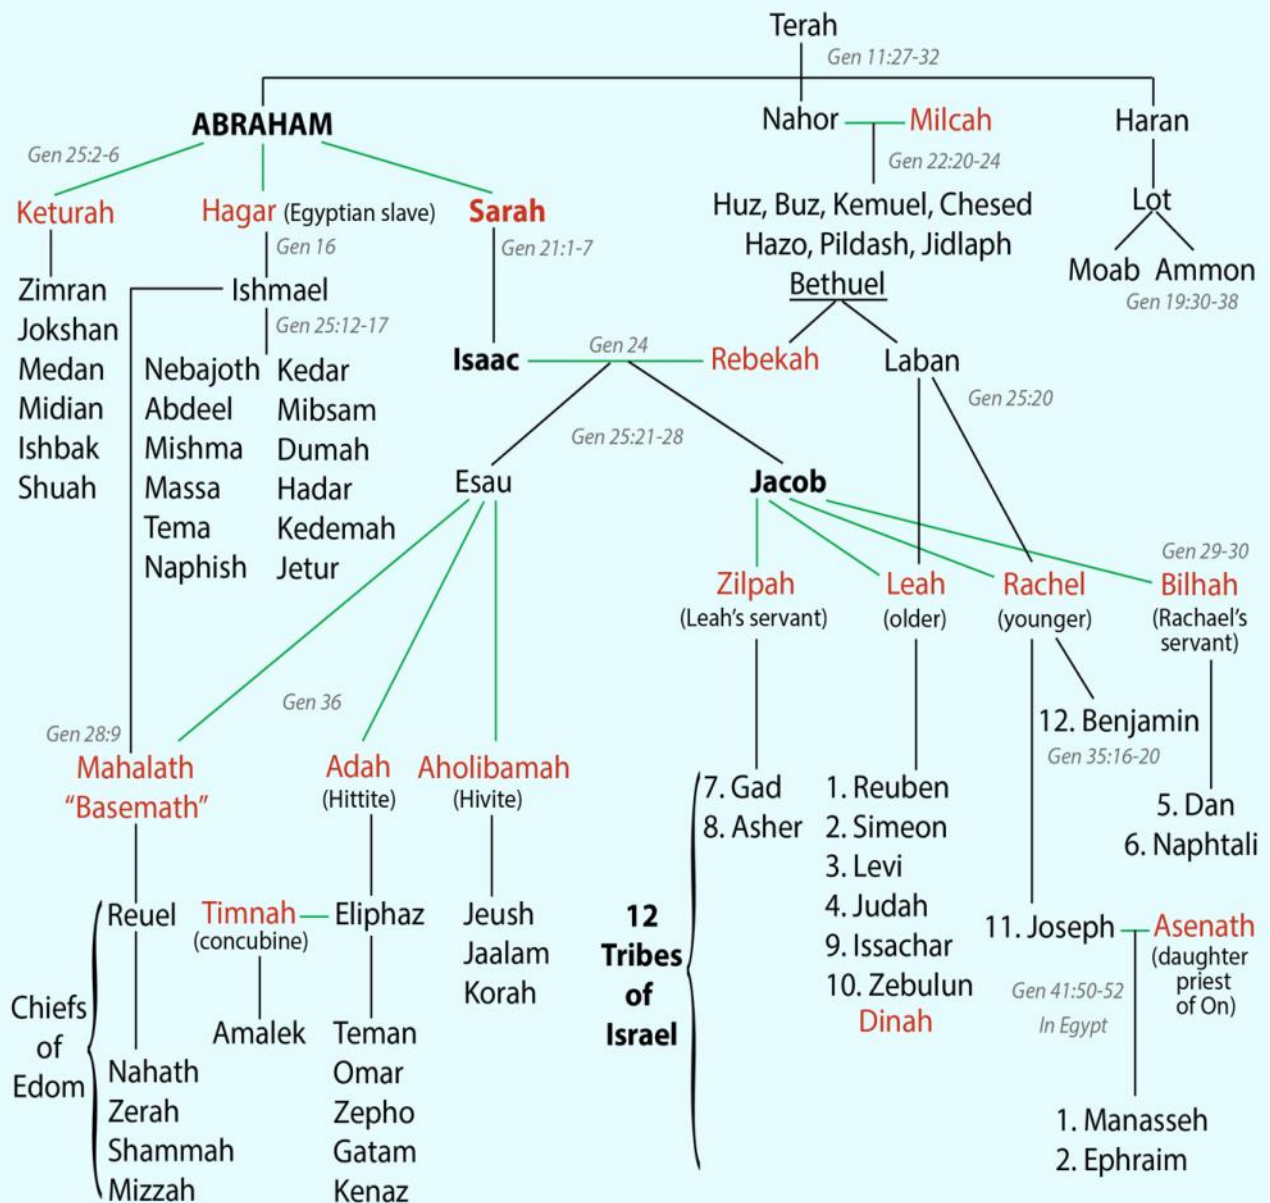 Terah
Gen 11:27-32
ABRAHAM
Nahor
Milcah
Haran
Gen 25:2-6
Gen 22:20-24
Keturah
Hagar (Egyptian slave)
Sarah
Huz, Buz, Kemuel, Chesed
Hazo, Pildash, Jidlaph
Bethuel
Lot
Gen 16
Gen 21:1-7
Moab Ammon
Gen 19:30-38
Zimran
Jokshan
Medan
Midian
Ishbak
Shuah
Ishmael
Gen 25:12-17
Nebajoth Kedar
Abdeel Mibsam
Mishma Dumah
Massa Hadar
Tema Kedemah
Naphish Jetur
Isaac
Gen 24
Rebekah
Laban
Gen 25:20
Gen 25:21-28
Esau
Jacob
Gen 29-30
Zilpah
(Leah's servant)
Leah
(older)
Rachel
(younger)
Bilhah
(Rachael's
servant)
Gen 36
Gen 28:9
12. Benjamin
Gen 35:16-20
Mahalath
"Basemath"
Adah
(Hittite)
Aholibamah
(Hivite)
7. Gad
8. Asher
1. Reuben
2. Simeon
3. Levi
4. Judah
9. Issachar
10. Zebulun
Dinah
5. Dan
6. Naphtali
Reuel
Timnah
(concubine)
Eliphaz
Jeush
Jaalam
Korah
12
Tribes
of
Israel
11. Joseph
Asenath
(daughter
priest
of On)
Gen 41:50-52
In Egypt
Chiefs
of
Edom
Amalek
Nahath
Zerah
Shammah
Mizzah
Teman
Omar
Zepho
Gatam
Kenaz
1. Manasseh
2. Ephraim